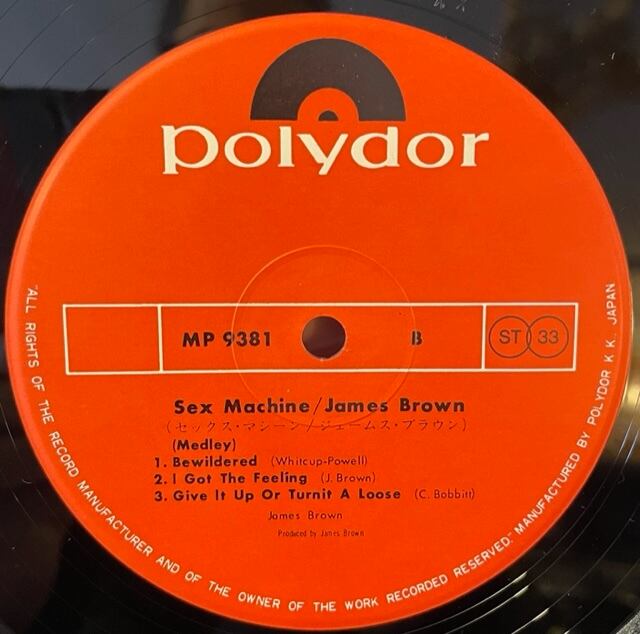 polydor
MP 9381 B ST 33
Sex Machine/James Brown
(セックス・マシーン/ジェームス・ブラウン)
(Medley)
1. Bewildered (Whitcup-Powell)
2. I Got The Feeling (J. Brown)
3. Give It Up Or Turnit A Loose (C. Bobbitt)
James Brown
Produced by James Brown
"ALL RIGHTS OF THE RECORD MANUFACTURER AND OF THE OWNER OF THE WORK RECORDED RESERVED." MANUFACTURED BY POLYDOR K. K. JAPAN